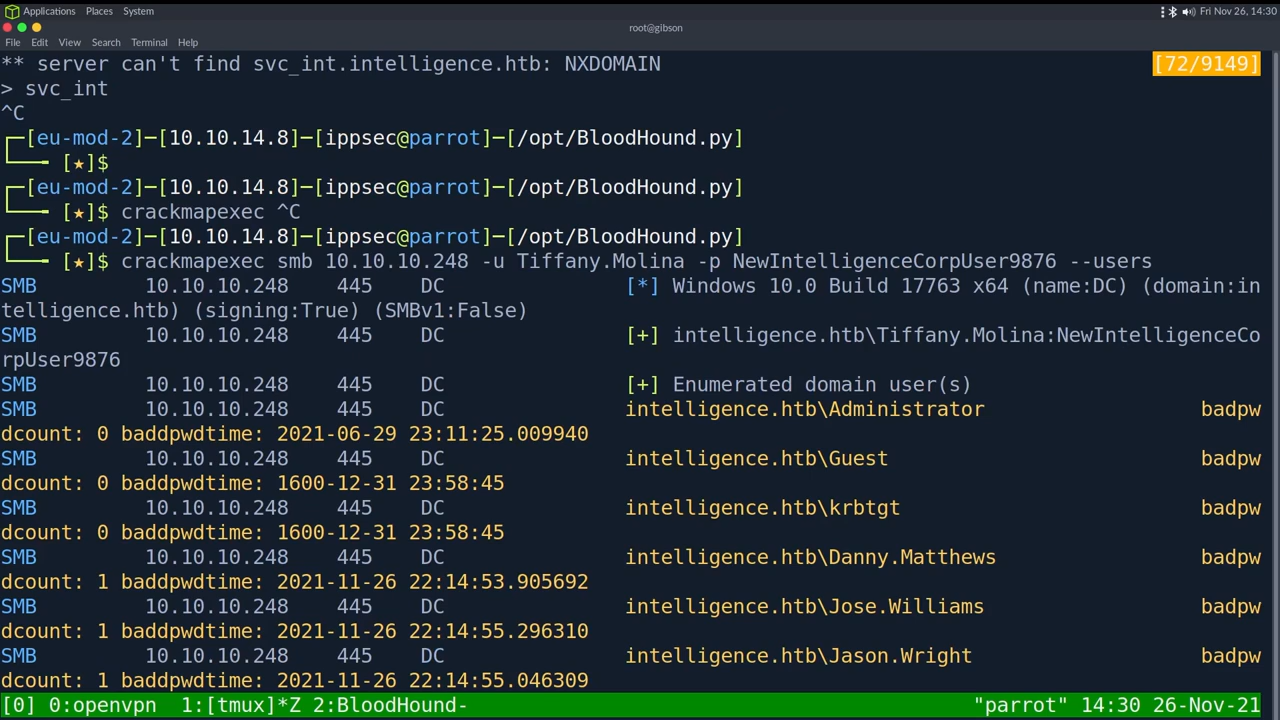 Applications Places System Fri Nov 26, 14:30
root@gibson
File Edit View Search Terminal Help
** server can't find svc_int.intelligence.htb: NXDOMAIN [72/9149]
> svc_int
^C
┌─[eu-mod-2]─[10.10.14.8]─[ippsec@parrot]─[/opt/BloodHound.py]
└──╼ [★]$
┌─[eu-mod-2]─[10.10.14.8]─[ippsec@parrot]─[/opt/BloodHound.py]
└──╼ [★]$ crackmapexec ^C
┌─[eu-mod-2]─[10.10.14.8]─[ippsec@parrot]─[/opt/BloodHound.py]
└──╼ [★]$ crackmapexec smb 10.10.10.248 -u Tiffany.Molina -p NewIntelligenceCorpUser9876 --users
SMB 10.10.10.248 445 DC [*] Windows 10.0 Build 17763 x64 (name:DC) (domain:in
telligence.htb) (signing:True) (SMBv1:False)
SMB 10.10.10.248 445 DC [+] intelligence.htb\Tiffany.Molina:NewIntelligenceCo
rpUser9876
SMB 10.10.10.248 445 DC [+] Enumerated domain user(s)
SMB 10.10.10.248 445 DC intelligence.htb\Administrator badpw
dcount: 0 baddpwdtime: 2021-06-29 23:11:25.009940
SMB 10.10.10.248 445 DC intelligence.htb\Guest badpw
dcount: 0 baddpwdtime: 1600-12-31 23:58:45
SMB 10.10.10.248 445 DC intelligence.htb\krbtgt badpw
dcount: 0 baddpwdtime: 1600-12-31 23:58:45
SMB 10.10.10.248 445 DC intelligence.htb\Danny.Matthews badpw
dcount: 1 baddpwdtime: 2021-11-26 22:14:53.905692
SMB 10.10.10.248 445 DC intelligence.htb\Jose.Williams badpw
dcount: 1 baddpwdtime: 2021-11-26 22:14:55.296310
SMB 10.10.10.248 445 DC intelligence.htb\Jason.Wright badpw
dcount: 1 baddpwdtime: 2021-11-26 22:14:55.046309
[0] 0:openvpn 1:[tmux]*Z 2:BloodHound- "parrot" 14:30 26-Nov-21